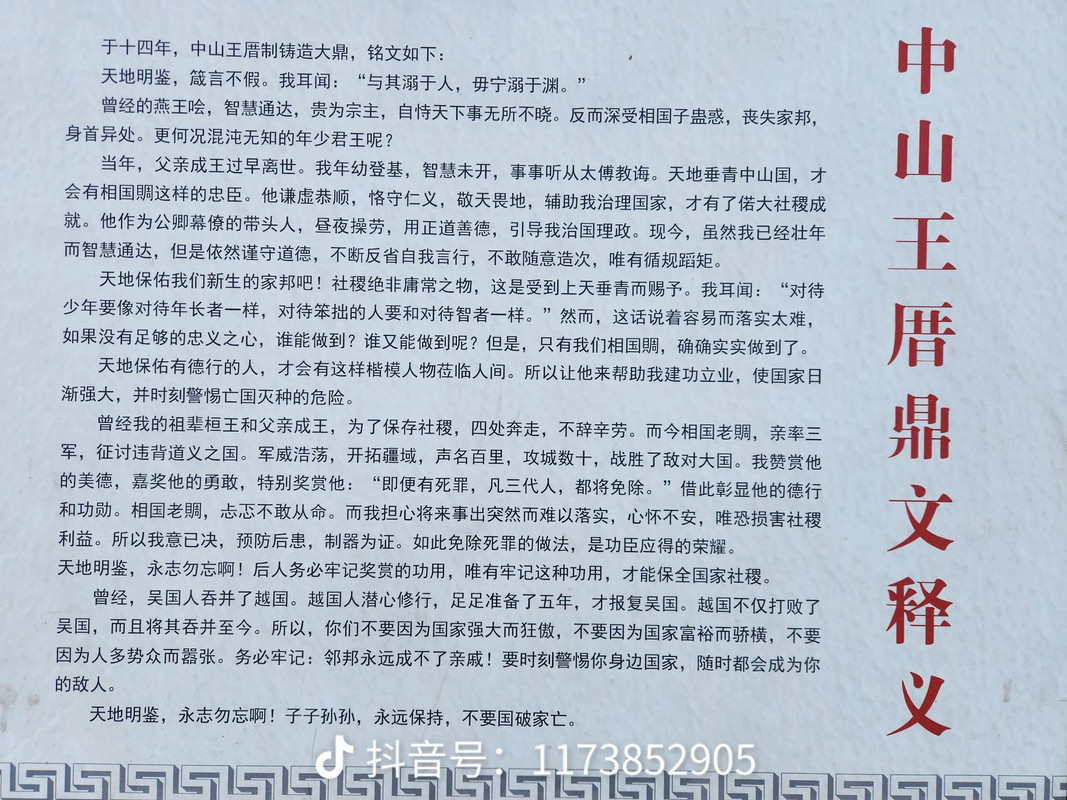 中山王厝鼎文释义
于十四年，中山王厝制铸造大鼎，铭文如下：
天地明鉴，箴言不假。我耳闻：“与其溺于人，毋宁溺于渊。”
曾经的燕王哙，智慧通达，贵为宗主，自恃天下事无所不晓。反而深受相国子蛊惑，丧失家邦，
身首异处。更何况混沌无知的年少君王呢？
当年，父亲成王过早离世。我年幼登基，智慧未开，事事听从太傅教诲。天地垂青中山国，才
会有相国賙这样的忠臣。他谦虚恭顺，恪守仁义，敬天畏地，辅助我治理国家，才有了偌大社稷成
就。他作为公卿幕僚的带头人，昼夜操劳，用正道善德，引导我治国理政。现今，虽然我已经壮年
而智慧通达，但是依然谨守道德，不断反省自我言行，不敢随意造次，唯有循规蹈矩。
天地保佑我们新生的家邦吧！社稷绝非庸常之物，这是受到上天垂青而赐予。我耳闻：“对待
少年要像对待年长者一样，对待笨拙的人要和对待智者一样。”然而，这话说着容易而落实太难，
如果没有足够的忠义之心，谁能做到？谁又能做到呢？但是，只有我们相国賙，确确实实做到了。
天地保佑有德行的人，才会有这样楷模人物莅临人间。所以让他来帮助我建功立业，使国家日
渐强大，并时刻警惕亡国灭种的危险。
曾经我的祖辈桓王和父亲成王，为了保存社稷，四处奔走，不辞辛劳。而今相国老賙，亲率三
军，征讨违背道义之国。军威浩荡，开拓疆域，声名百里，攻城数十，战胜了敌对大国。我赞赏他
的美德，嘉奖他的勇敢，特别奖赏他：“即便有死罪，凡三代人，都将免除。”借此彰显他的德行
和功勋。相国老賙，忐忑不敢从命。而我担心将来事出突然而难以落实，心怀不安，唯恐损害社稷
利益。所以我意已决，预防后患，制器为证。如此免除死罪的做法，是功臣应得的荣耀。
天地明鉴，永志勿忘啊！后人务必牢记奖赏的功用，唯有牢记这种功用，才能保全国家社稷。
曾经，吴国人吞并了越国。越国人潜心修行，足足准备了五年，才报复吴国。越国不仅打败了
吴国，而且将其吞并至今。所以，你们不要因为国家强大而狂傲，不要因为国家富裕而骄横，不要
因为人多势众而嚣张。务必牢记：邻邦永远成不了亲戚！要时刻警惕你身边国家，随时都会成为你
的敌人。
天地明鉴，永志勿忘啊！子子孙孙，永远保持，不要国破家亡。
抖音号：1173852905